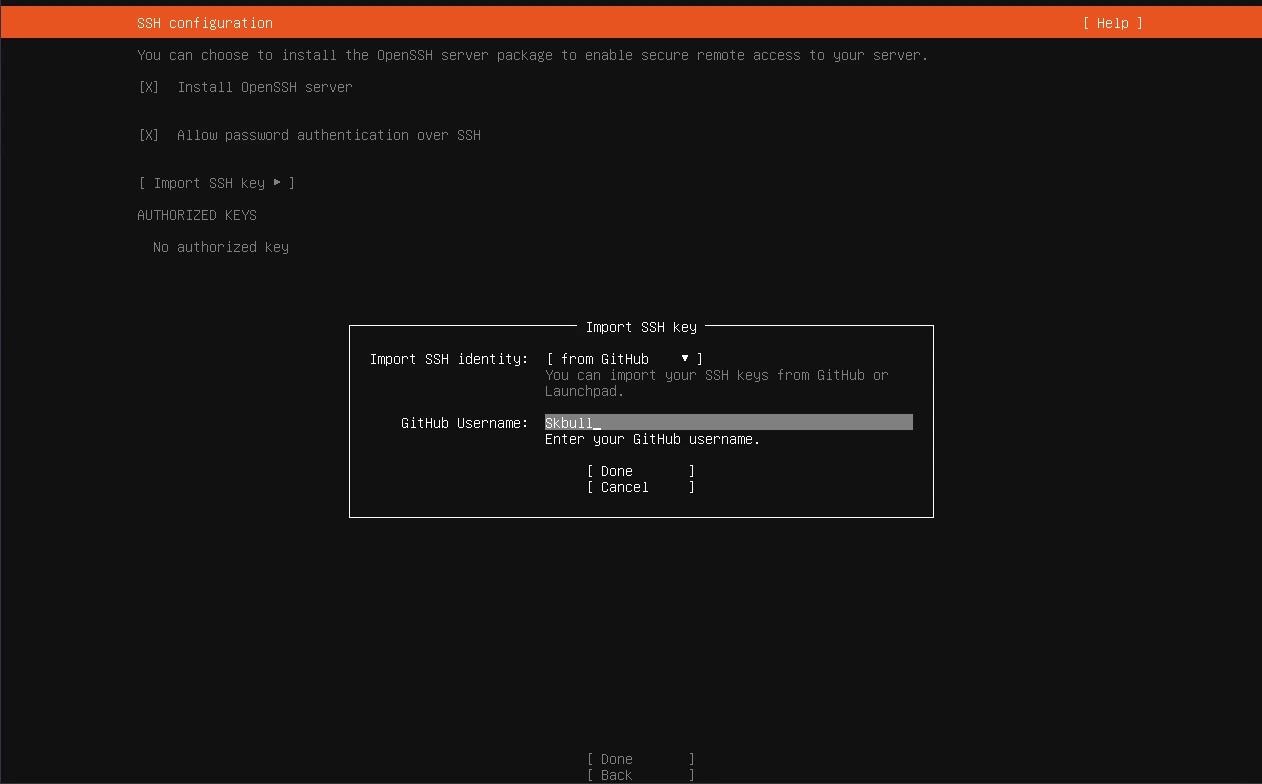 SSH configuration [ Help ]
You can choose to install the OpenSSH server package to enable secure remote access to your server.
[X] Install OpenSSH server
[X] Allow password authentication over SSH
[ Import SSH key ▸ ]
AUTHORIZED KEYS
No authorized key
Import SSH key
Import SSH identity: [ from GitHub ▾ ]
You can import your SSH keys from GitHub or
Launchpad.
GitHub Username: Skbull_
Enter your GitHub username.
[ Done ]
[ Cancel ]
[ Done ]
[ Back ]